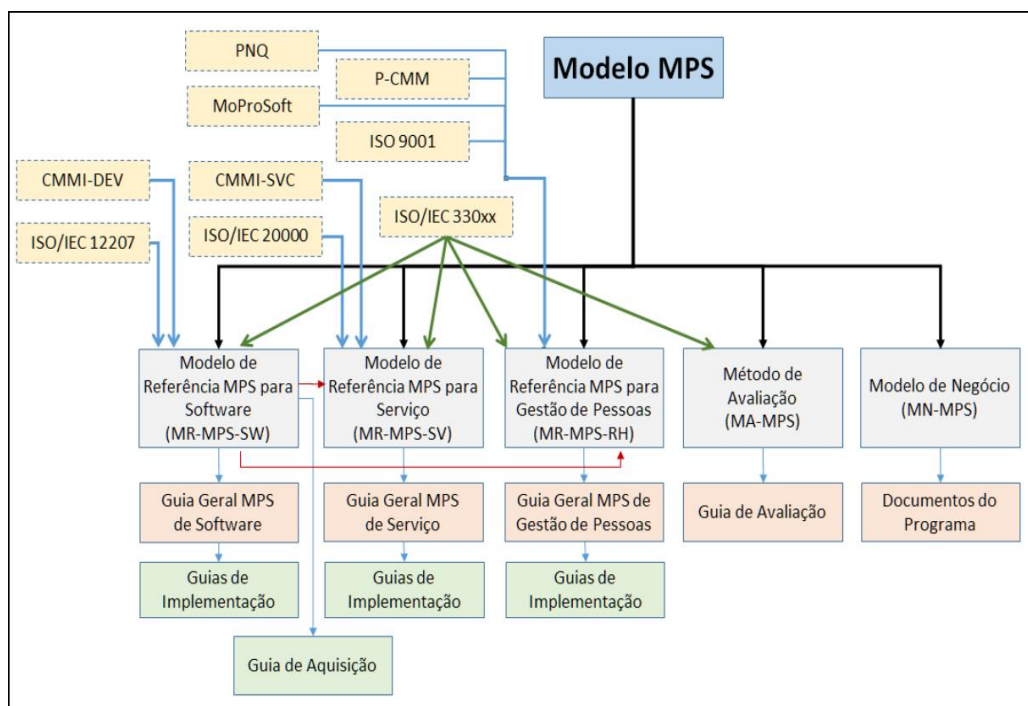 PNQ
Modelo MPS
P-CMM
MoProSoft
ISO 9001
CMMI-DEV
CMMI-SVC
ISO/IEC 330xx
ISO/IEC 12207
ISO/IEC 20000
Modelo de
Referência MPS para
Software
(MR-MPS-SW)
Modelo de
Referência MPS para
Serviço
(MR-MPS-SV)
Modelo de
Referência MPS para
Gestão de Pessoas
(MR-MPS-RH)
Método de
Avaliação
(MA-MPS)
Modelo de Negócio
(MN-MPS)
Guia Geral MPS
de Software
Guia Geral MPS
de Serviço
Guia Geral MPS de
Gestão de Pessoas
Guia de Avaliação
Documentos do
Programa
Guias de
Implementação
Guias de
Implementação
Guias de
Implementação
Guia de Aquisição